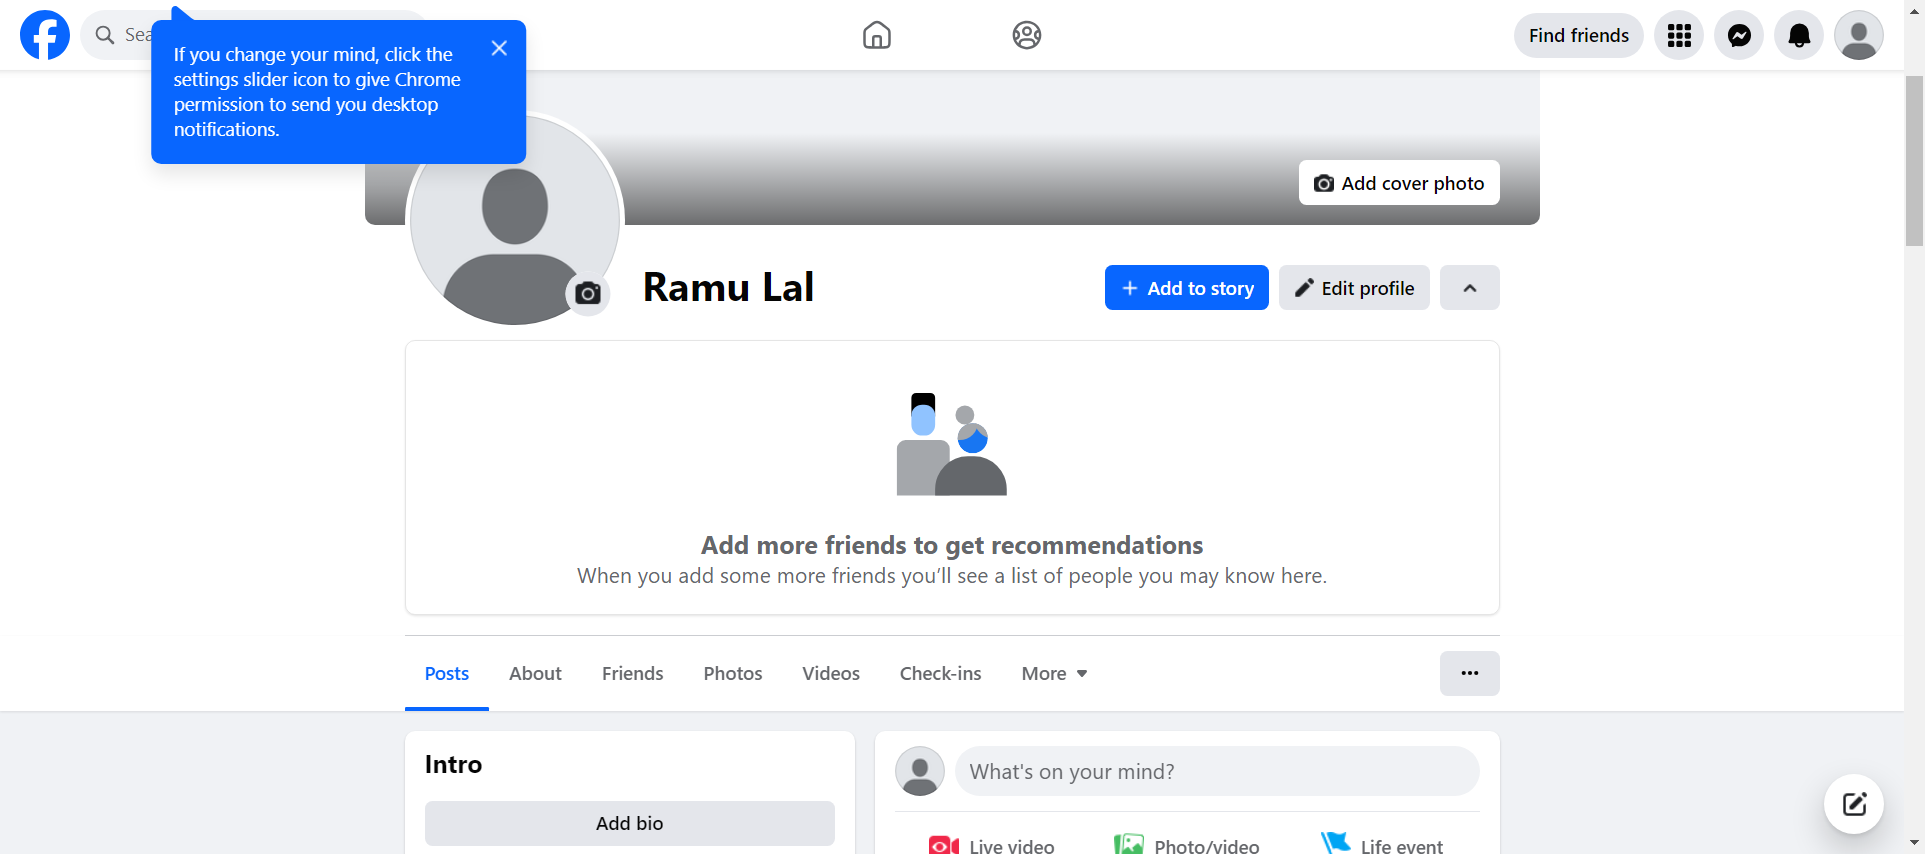 Sea
If you change your mind, click the
settings slider icon to give Chrome
permission to send you desktop
notifications.
Find friends
Add cover photo
Ramu Lal
Add to story
Edit profile
Add more friends to get recommendations
When you add some more friends you’ll see a list of people you may know here.
Posts About Friends Photos Videos Check-ins More
Intro
What's on your mind?
Add bio
Live video Photo/video Life event